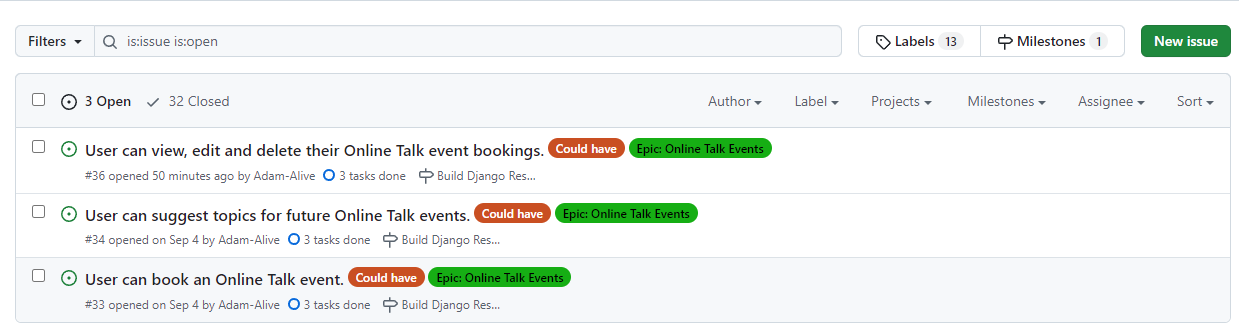 Filters is:issue is:open Labels 13 Milestones 1 New issue
3 Open 32 Closed Author Label Projects Milestones Assignee Sort
User can view, edit and delete their Online Talk event bookings. Could have Epic: Online Talk Events
#36 opened 50 minutes ago by Adam-Alive 3 tasks done Build Django Res...
User can suggest topics for future Online Talk events. Could have Epic: Online Talk Events
#34 opened on Sep 4 by Adam-Alive 3 tasks done Build Django Res...
User can book an Online Talk event. Could have Epic: Online Talk Events
#33 opened on Sep 4 by Adam-Alive 3 tasks done Build Django Res...